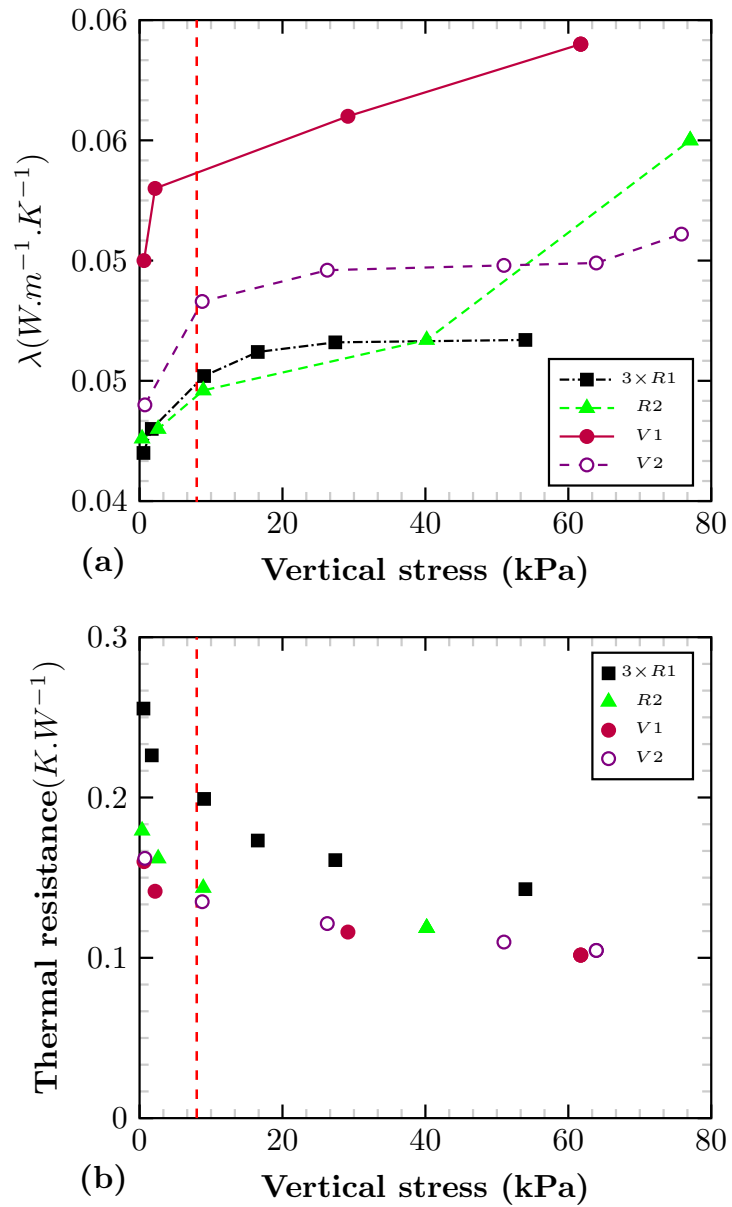 0.06
0.06
0.05
0.05
0.04
λ(W.m⁻¹.K⁻¹)
3×R1
R2
V1
V2
0 20 40 60 80
(a) Vertical stress (kPa)
0.3
0.2
0.1
0
Thermal resistance(K.W⁻¹)
3×R1
R2
V1
V2
0 20 40 60 80
(b) Vertical stress (kPa)